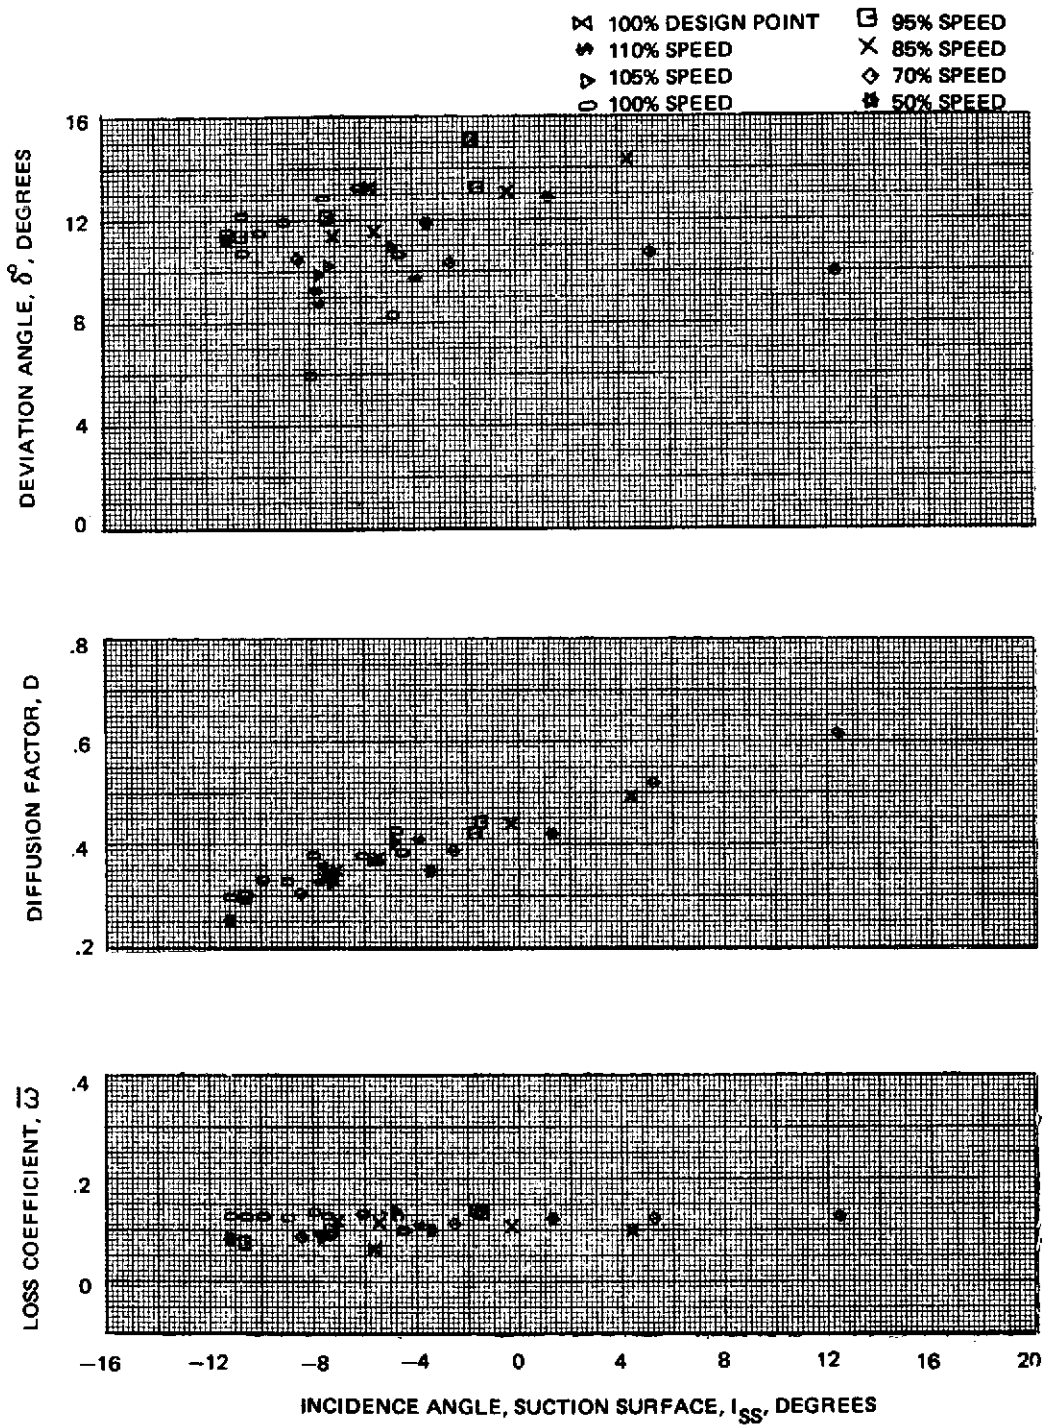 100% DESIGN POINT
110% SPEED
105% SPEED
100% SPEED
95% SPEED
85% SPEED
70% SPEED
50% SPEED
DEVIATION ANGLE, δ°, DEGREES
16
12
8
4
0
DIFFUSION FACTOR, D
.8
.6
.4
.2
LOSS COEFFICIENT, ω̅
.4
.2
0
−16 −12 −8 −4 0 4 8 12 16 20
INCIDENCE ANGLE, SUCTION SURFACE, ISS, DEGREES